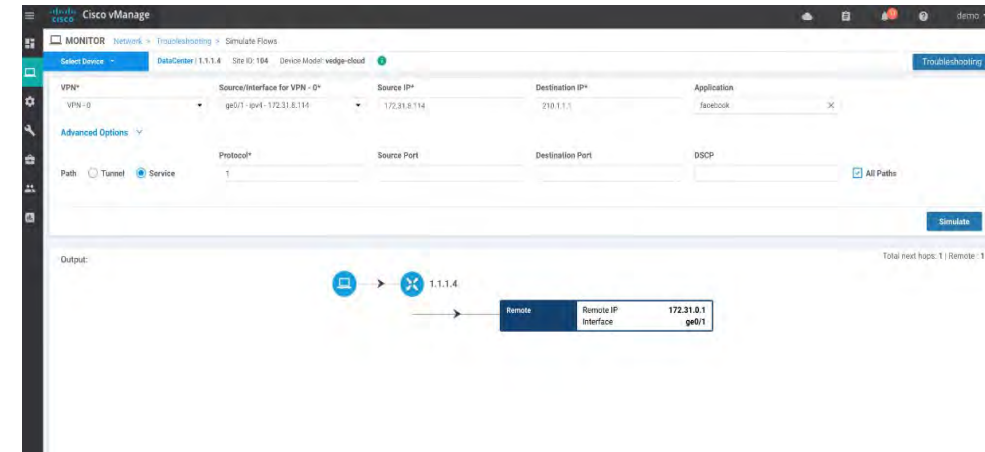 cisco Cisco vManage demo
MONITOR Network > Troubleshooting > Simulate Flows
Select Device DataCenter | 1.1.1.4 Site ID: 104 Device Model: vedge-cloud Troubleshooting
VPN* Source/Interface for VPN - 0* Source IP* Destination IP* Application
VPN - 0 ge0/1 - ipv4 - 172.31.8.114 172.31.8.114 210.1.1.1 facebook
Advanced Options
Protocol* Source Port Destination Port DSCP
Path Tunnel Service 1 All Paths
Simulate
Output: Total next hops: 1 | Remote : 1
1.1.1.4
Remote Remote IP 172.31.0.1
Interface ge0/1